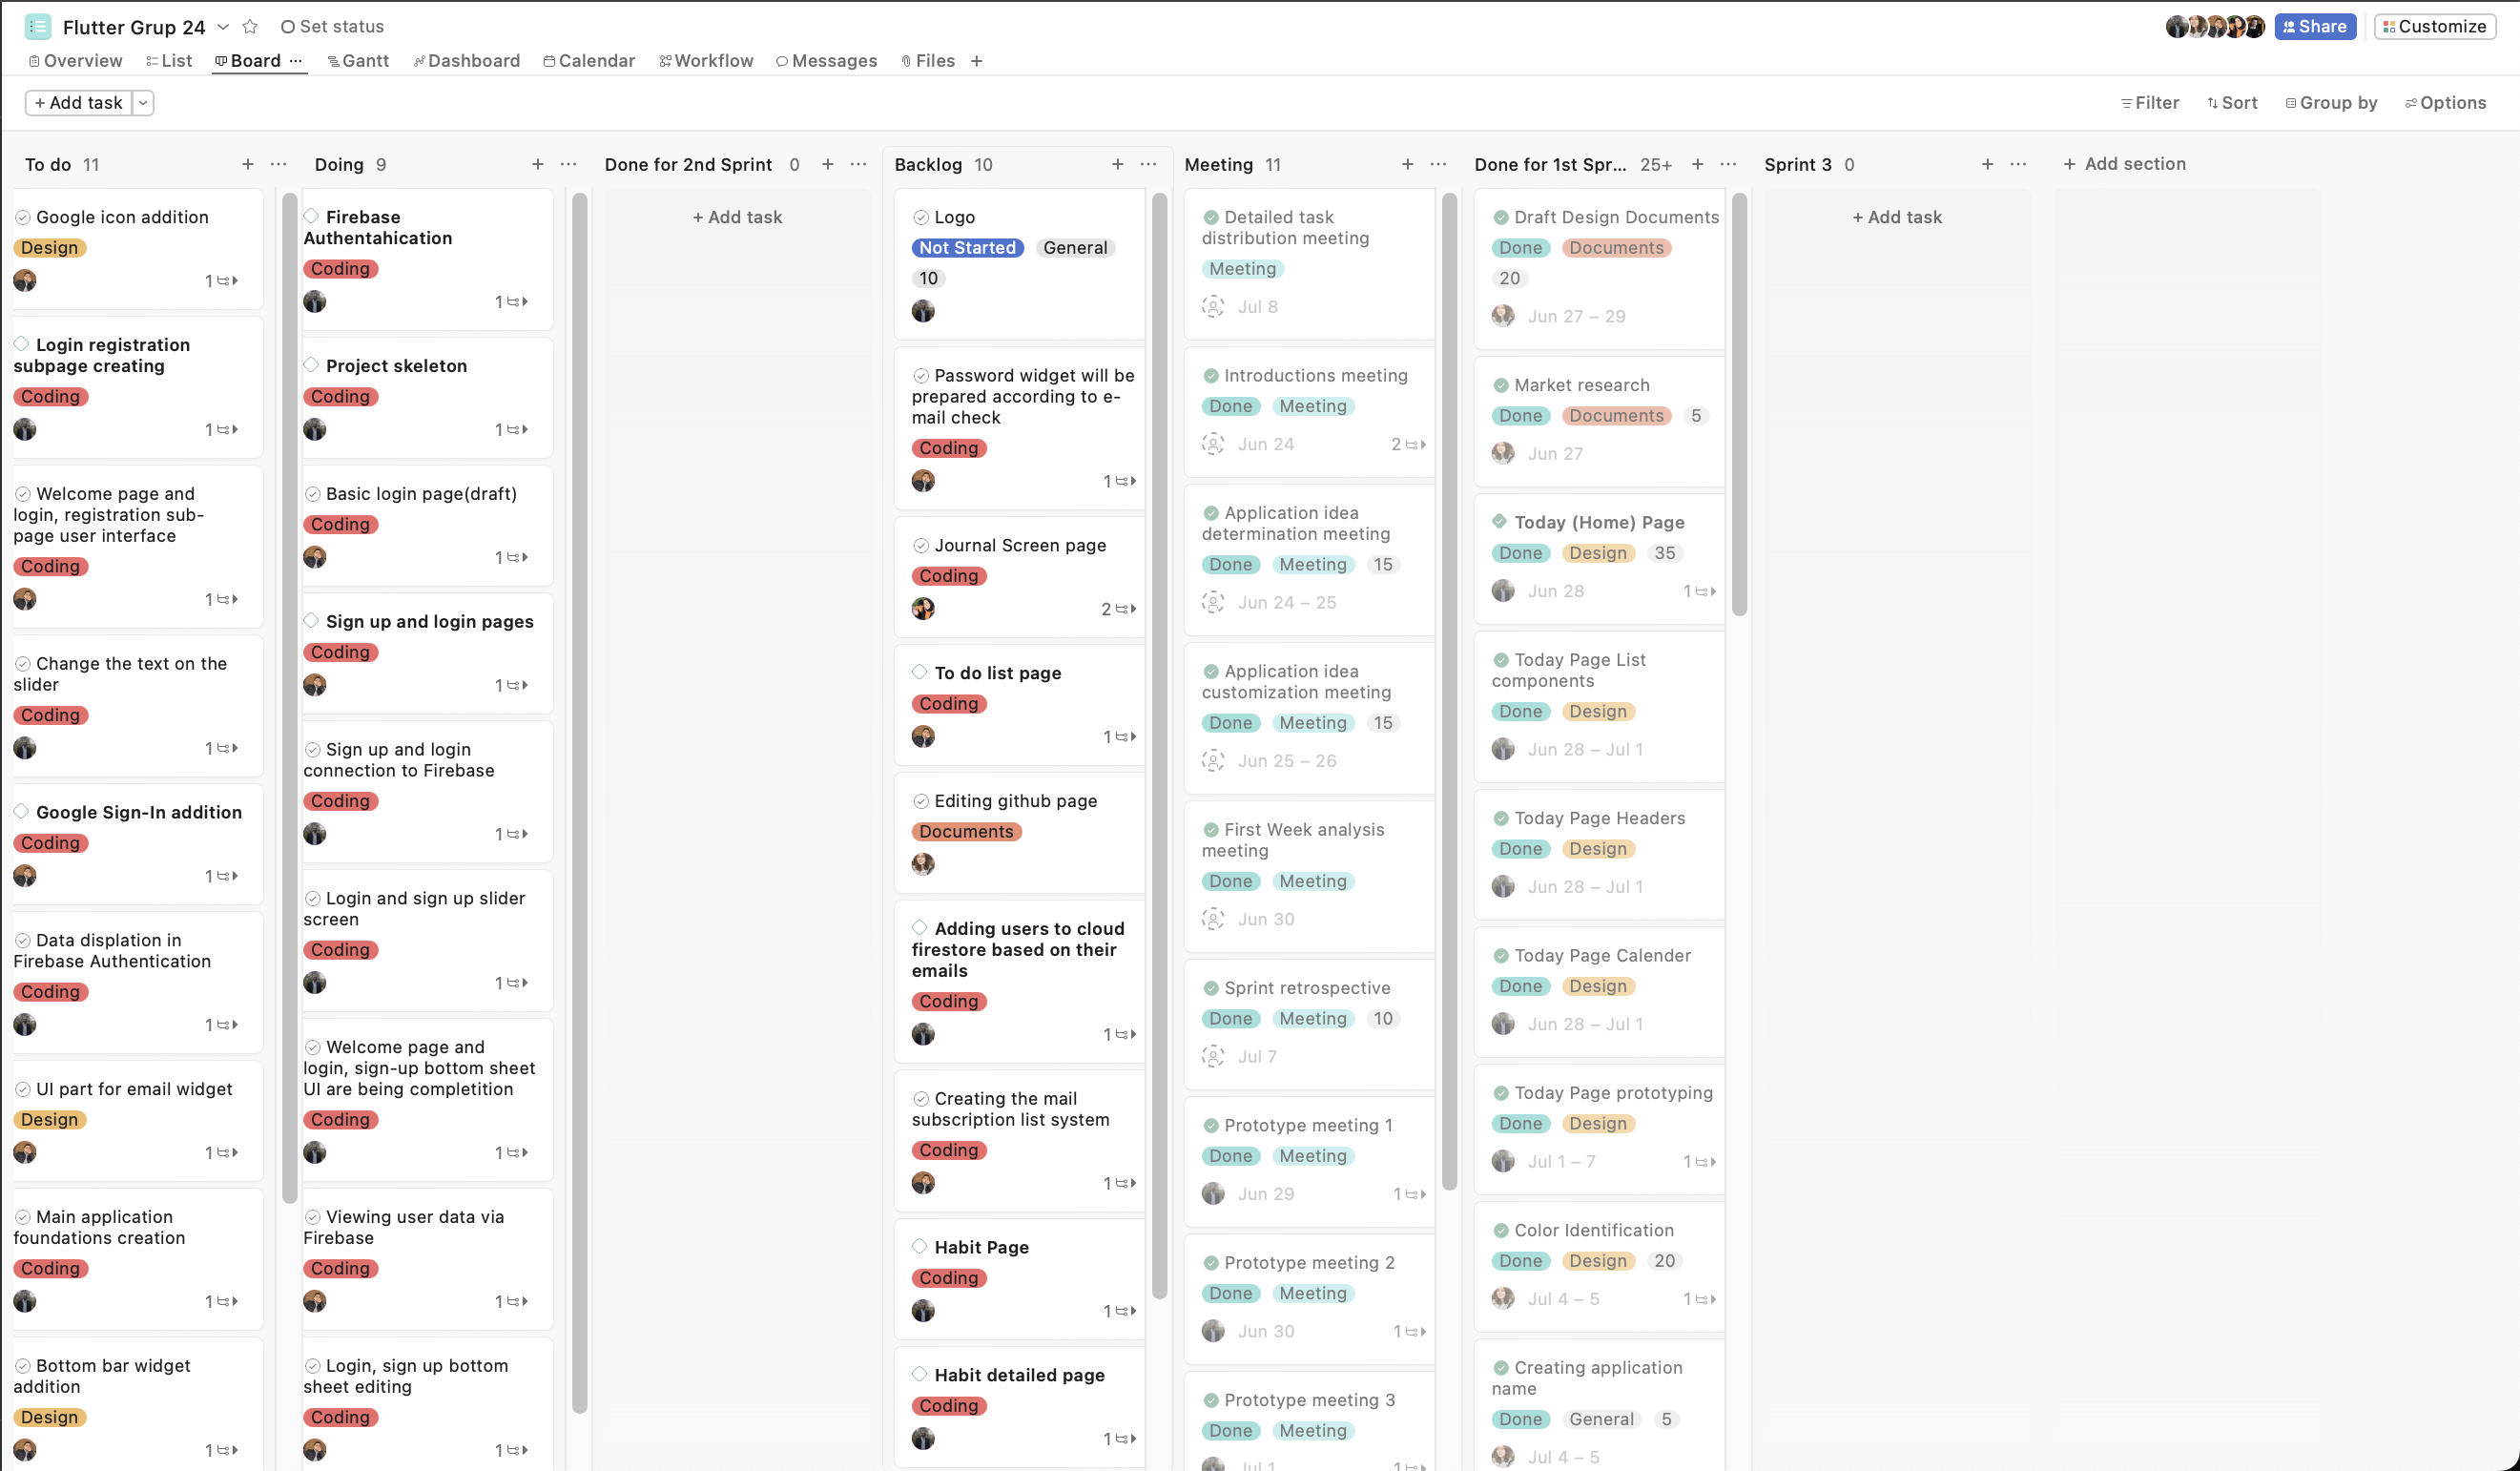 Flutter Grup 24
Set status
Share
Customize
Overview
List
Board
Gantt
Dashboard
Calendar
Workflow
Messages
Files
+ Add task
Filter
Sort
Group by
Options
To do 11
Google icon addition
Design
1
Login registration
subpage creating
Coding
1
Welcome page and
login, registration sub-
page user interface
Coding
1
Change the text on the
slider
Coding
1
Google Sign-In addition
Coding
1
Data displation in
Firebase Authentication
Coding
1
UI part for email widget
Design
1
Main application
foundations creation
Coding
1
Bottom bar widget
addition
Design
1
Doing 9
Firebase
Authentahication
Coding
1
Project skeleton
Coding
1
Basic login page(draft)
Coding
1
Sign up and login pages
Coding
1
Sign up and login
connection to Firebase
Coding
1
Login and sign up slider
screen
Coding
1
Welcome page and
login, sign-up bottom sheet
UI are being completition
Coding
1
Viewing user data via
Firebase
Coding
1
Login, sign up bottom
sheet editing
Coding
1
Done for 2nd Sprint 0
+ Add task
Backlog 10
Logo
Not Started General
10
Password widget will be
prepared according to e-
mail check
Coding
1
Journal Screen page
Coding
2
To do list page
Coding
1
Editing github page
Documents
Adding users to cloud
firestore based on their
emails
Coding
1
Creating the mail
subscription list system
Coding
1
Habit Page
Coding
1
Habit detailed page
Coding
1
Meeting 11
Detailed task
distribution meeting
Meeting
Jul 8
Introductions meeting
Done Meeting
Jun 24 2
Application idea
determination meeting
Done Meeting 15
Jun 24 – 25
Application idea
customization meeting
Done Meeting 15
Jun 25 – 26
First Week analysis
meeting
Done Meeting
Jun 30
Sprint retrospective
Done Meeting 10
Jul 7
Prototype meeting 1
Done Meeting
Jun 29 1
Prototype meeting 2
Done Meeting
Jun 30 1
Prototype meeting 3
Done Meeting
Jul 1 1
Done for 1st Spr... 25+
Draft Design Documents
Done Documents
20
Jun 27 – 29
Market research
Done Documents 5
Jun 27
Today (Home) Page
Done Design 35
Jun 28 1
Today Page List
components
Done Design
Jun 28 – Jul 1
Today Page Headers
Done Design
Jun 28 – Jul 1
Today Page Calender
Done Design
Jun 28 – Jul 1
Today Page prototyping
Done Design
Jul 1 – 7 1
Color Identification
Done Design 20
Jul 4 – 5 1
Creating application
name
Done General 5
Jul 4 – 5
Sprint 3 0
+ Add task
+ Add section